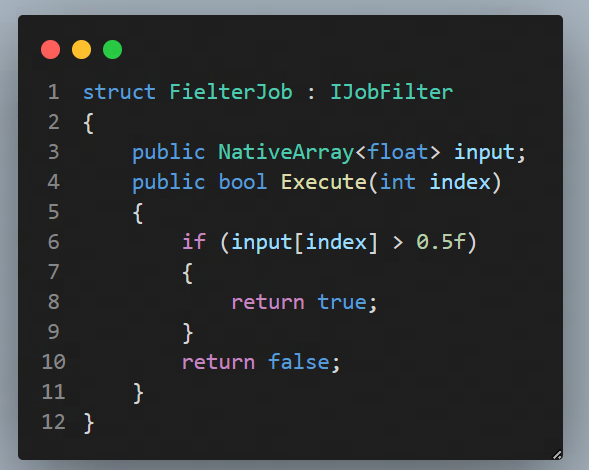 1 struct FielterJob : IJobFilter
2 {
3     public NativeArray<float> input;
4     public bool Execute(int index)
5     {
6         if (input[index] > 0.5f)
7         {
8             return true;
9         }
10         return false;
11     }
12 }